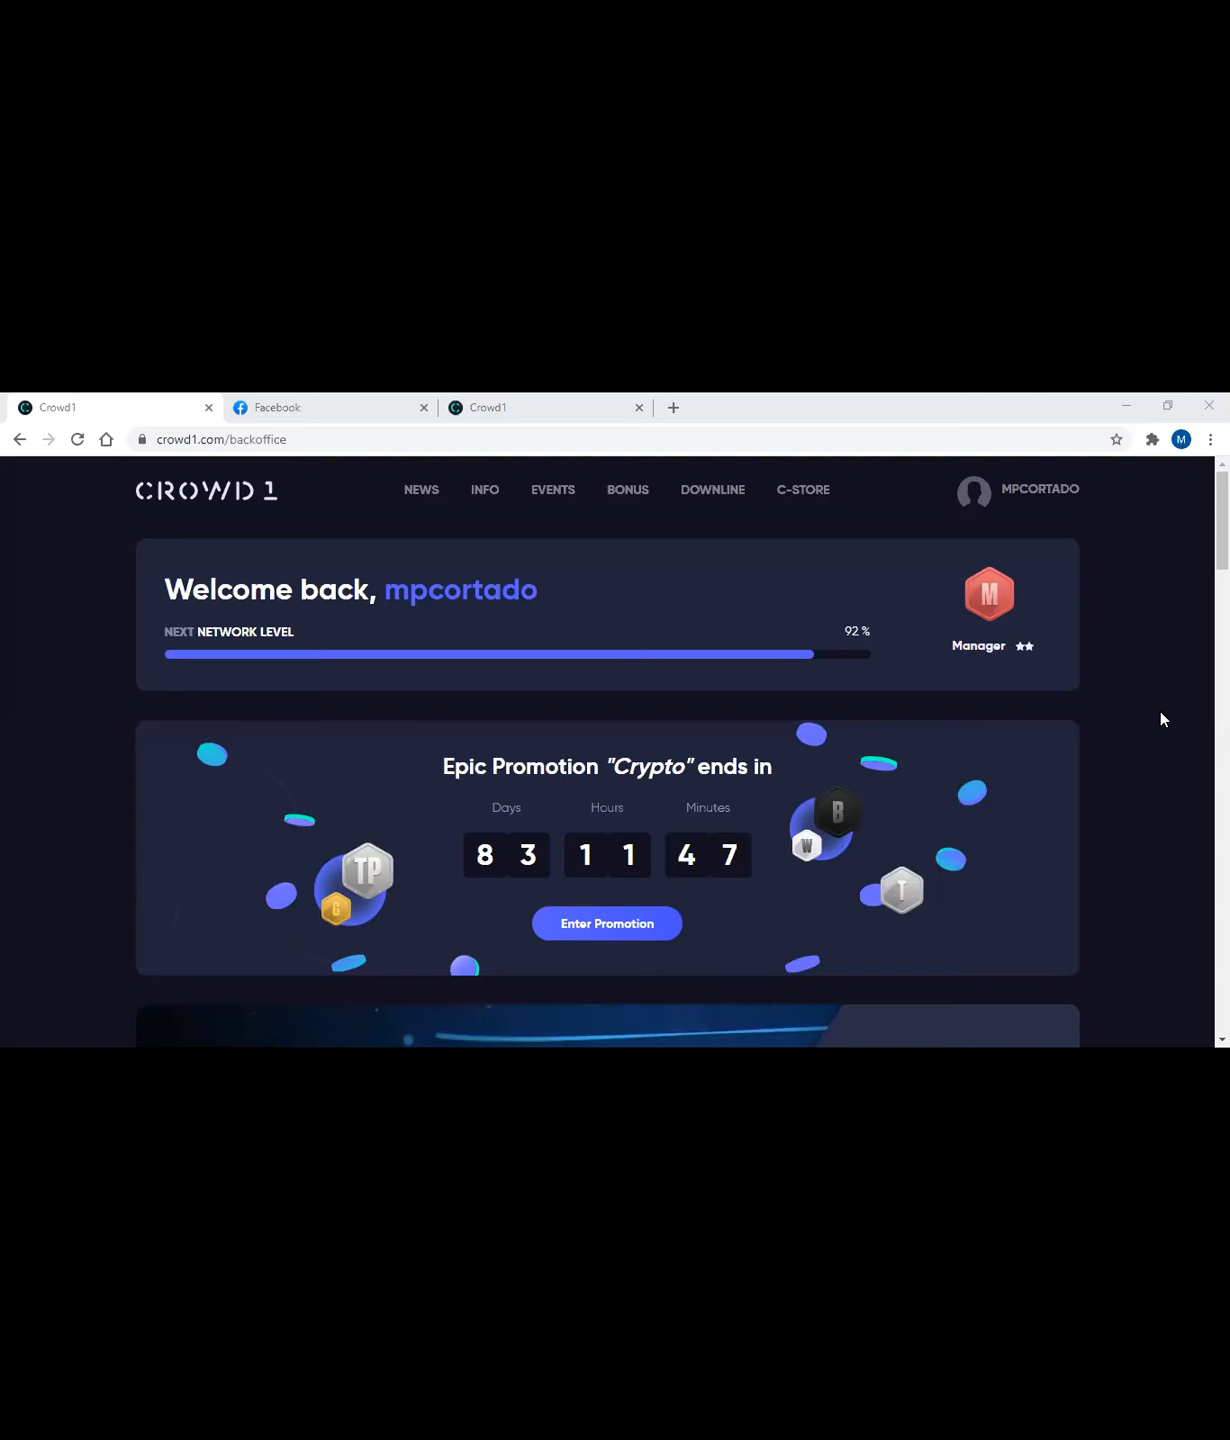 Crowd1
Facebook
Crowd1
crowd1.com/backoffice
M
CROWD 1
NEWS
INFO
EVENTS
BONUS
DOWNLINE
C-STORE
MPCORTADO
Welcome back, mpcortado
NEXT NETWORK LEVEL
92 %
M
Manager
Epic Promotion "Crypto" ends in
Days
Hours
Minutes
8 3
1 1
4 7
TP
G
B
W
T
Enter Promotion